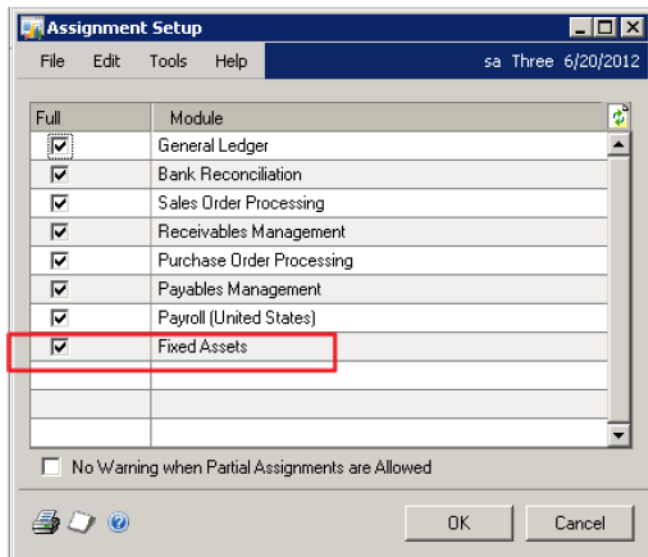 Assignment Setup
File Edit Tools Help sa Three 6/20/2012
Full Module
General Ledger
Bank Reconciliation
Sales Order Processing
Receivables Management
Purchase Order Processing
Payables Management
Payroll (United States)
Fixed Assets
No Warning when Partial Assignments are Allowed
OK Cancel